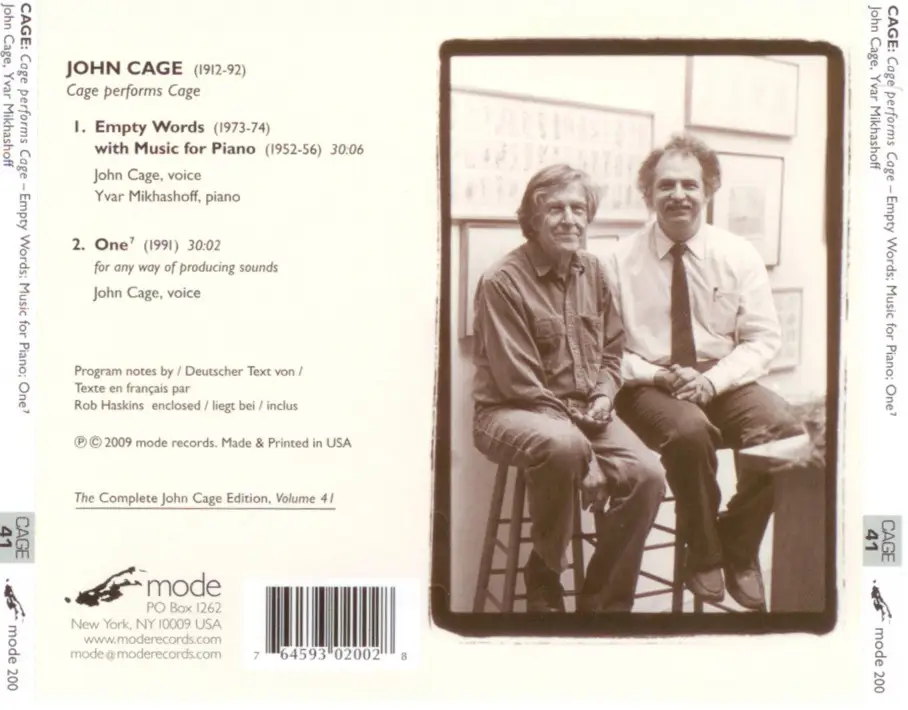 CAGE: Cage performs Cage – Empty Words; Music for Piano; One⁷
John Cage, Yvar Mikhashoff
CAGE
41
mode 200
JOHN CAGE (1912-92)
Cage performs Cage
1. Empty Words (1973-74)
with Music for Piano (1952-56) 30:06
John Cage, voice
Yvar Mikhashoff, piano
2. One⁷ (1991) 30:02
for any way of producing sounds
John Cage, voice
Program notes by / Deutscher Text von /
Texte en français par
Rob Haskins enclosed / liegt bei / inclus
℗ © 2009 mode records. Made & Printed in USA
The Complete John Cage Edition, Volume 41
mode
PO Box 1262
New York, NY 10009 USA
www.moderecords.com
mode@moderecords.com
7 64593 02002 8
CAGE: Cage performs Cage – Empty Words; Music for Piano; One⁷
John Cage, Yvar Mikhashoff
CAGE
41
mode 200